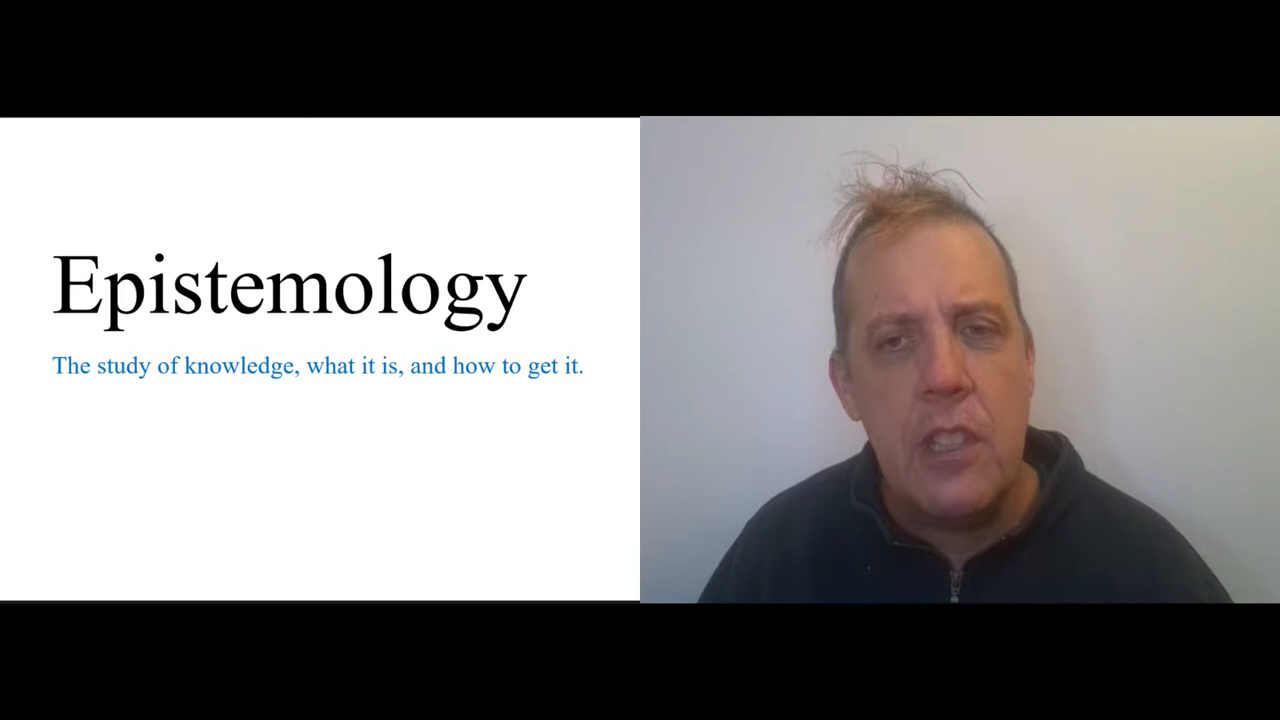 Epistemology
The study of knowledge, what it is, and how to get it.